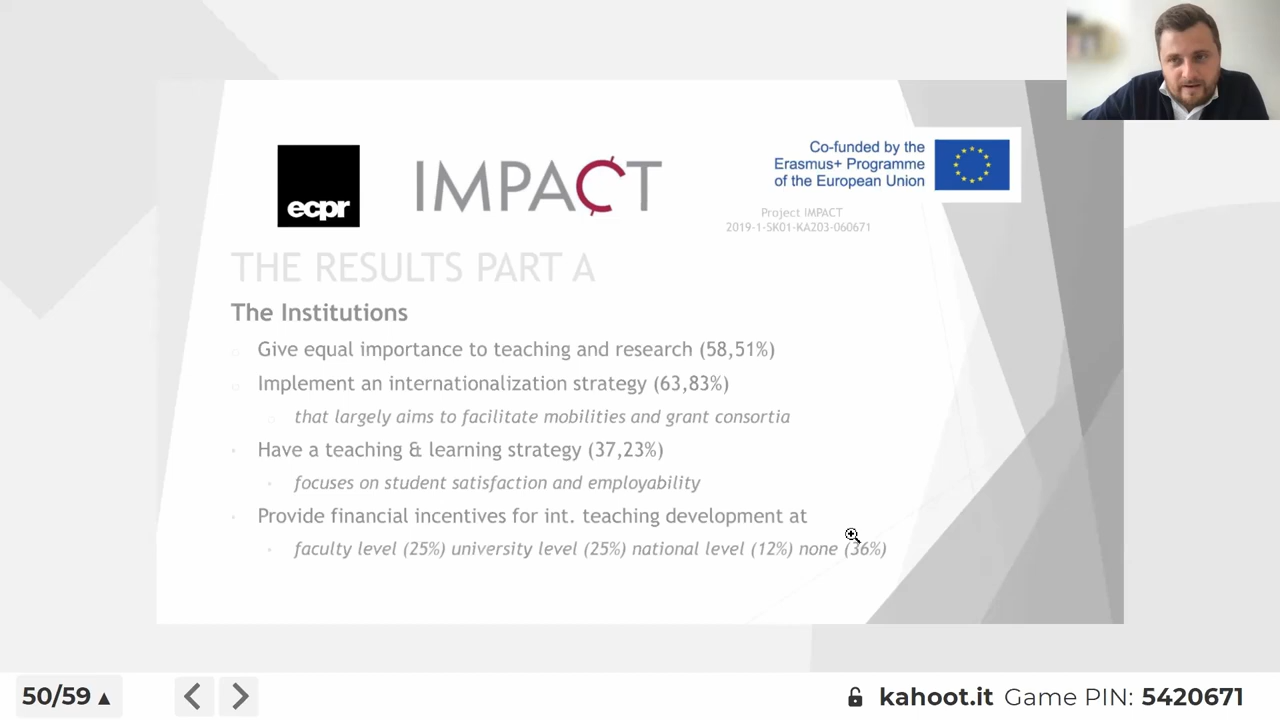 ecpr
IMPACT
Co-funded by the
Erasmus+ Programme
of the European Union
Project IMPACT
2019-1-SK01-KA203-060671
THE RESULTS PART A
The Institutions
Give equal importance to teaching and research (58,51%)
Implement an internationalization strategy (63,83%)
that largely aims to facilitate mobilities and grant consortia
Have a teaching & learning strategy (37,23%)
focuses on student satisfaction and employability
Provide financial incentives for int. teaching development at
faculty level (25%) university level (25%) national level (12%) none (36%)
50/59 ▲
kahoot.it Game PIN: 5420671